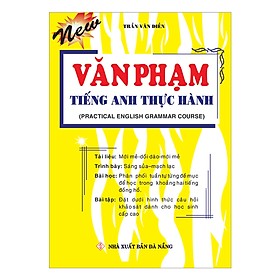 New
TRẦN VĂN ĐIỀN
VĂN PHẠM
TIẾNG ANH THỰC HÀNH
(PRACTICAL ENGLISH GRAMMAR COURSE)
Tài liệu: Mới mẻ-dồi dào-mới mẻ
Trình bày: Sáng sủa-mạch lạc
Bài học: Phân phối tuần tự từng đề mục
để học trong khoảng hai tiếng
đồng hồ.
Bài tập: Đặt dưới hình thức câu hỏi
khảo sát dành cho học sinh
cấp cao
NHÀ XUẤT BẢN ĐÀ NẴNG